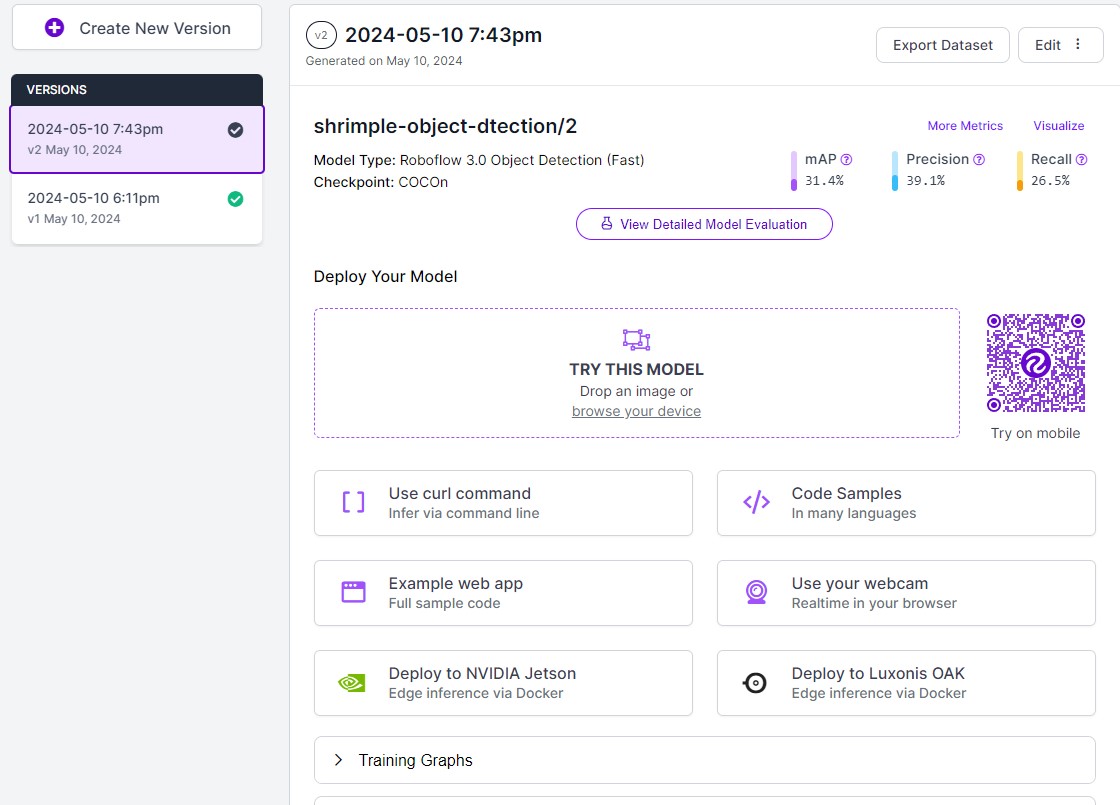 Create New Version
VERSIONS
2024-05-10 7:43pm
v2 May 10, 2024
2024-05-10 6:11pm
v1 May 10, 2024
v2 2024-05-10 7:43pm
Generated on May 10, 2024
Export Dataset
Edit
shrimple-object-dtection/2
More Metrics
Visualize
Model Type: Roboflow 3.0 Object Detection (Fast)
Checkpoint: COCOn
mAP ?
31.4%
Precision ?
39.1%
Recall ?
26.5%
View Detailed Model Evaluation
Deploy Your Model
TRY THIS MODEL
Drop an image or
browse your device
Try on mobile
Use curl command
Infer via command line
Code Samples
In many languages
Example web app
Full sample code
Use your webcam
Realtime in your browser
Deploy to NVIDIA Jetson
Edge inference via Docker
Deploy to Luxonis OAK
Edge inference via Docker
Training Graphs